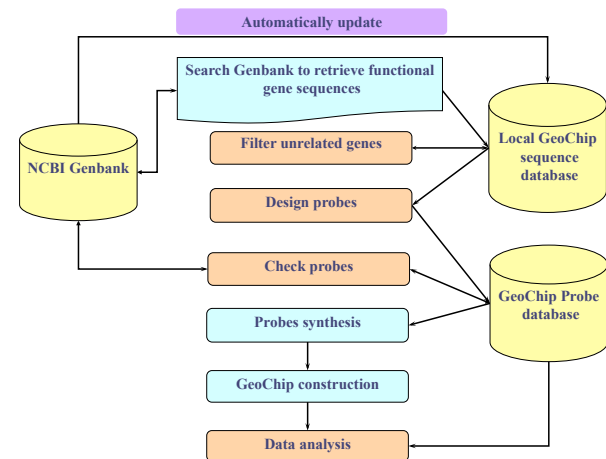 Automatically update
Search Genbank to retrieve functional
gene sequences
NCBI Genbank
Filter unrelated genes
Local GeoChip
sequence
database
Design probes
Check probes
GeoChip Probe
database
Probes synthesis
GeoChip construction
Data analysis